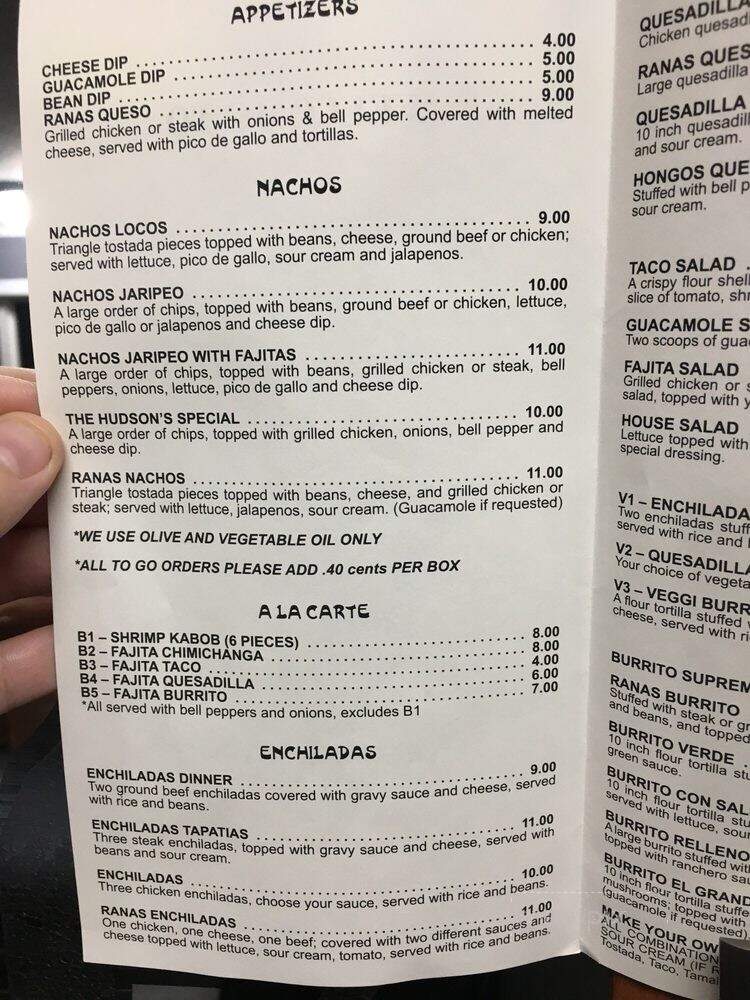 APPETIZERS
CHEESE DIP 4.00
GUACAMOLE DIP 5.00
BEAN DIP 5.00
RANAS QUESO 9.00
Grilled chicken or steak with onions & bell pepper. Covered with melted
cheese, served with pico de gallo and tortillas.
NACHOS
NACHOS LOCOS 9.00
Triangle tostada pieces topped with beans, cheese, ground beef or chicken;
served with lettuce, pico de gallo, sour cream and jalapenos.
NACHOS JARIPEO 10.00
A large order of chips, topped with beans, ground beef or chicken, lettuce,
pico de gallo or jalapenos and cheese dip.
NACHOS JARIPEO WITH FAJITAS 11.00
A large order of chips, topped with beans, grilled chicken or steak, bell
peppers, onions, lettuce, pico de gallo and cheese dip.
THE HUDSON'S SPECIAL 10.00
A large order of chips, topped with grilled chicken, onions, bell pepper and
cheese dip.
RANAS NACHOS 11.00
Triangle tostada pieces topped with beans, cheese, and grilled chicken or
steak; served with lettuce, jalapenos, sour cream. (Guacamole if requested)
*WE USE OLIVE AND VEGETABLE OIL ONLY
*ALL TO GO ORDERS PLEASE ADD .40 cents PER BOX
A LA CARTE
B1 – SHRIMP KABOB (6 PIECES) 8.00
B2 – FAJITA CHIMICHANGA 8.00
B3 – FAJITA TACO 4.00
B4 – FAJITA QUESADILLA 6.00
B5 – FAJITA BURRITO 7.00
*All served with bell peppers and onions, excludes B1
ENCHILADAS
ENCHILADAS DINNER 9.00
Two ground beef enchiladas covered with gravy sauce and cheese, served
with rice and beans.
ENCHILADAS TAPATIAS 11.00
Three steak enchiladas, topped with gravy sauce and cheese, served with
beans and sour cream.
ENCHILADAS 10.00
Three chicken enchiladas, choose your sauce, served with rice and beans.
RANAS ENCHILADAS 11.00
One chicken, one cheese, one beef; covered with two different sauces and
cheese topped with lettuce, sour cream, tomato, served with rice and beans.
QUESADILLA
Chicken quesad
RANAS QUES
Large quesadilla
QUESADILLA
10 inch quesadill
and sour cream.
HONGOS QUE
Stuffed with bell p
sour cream.
TACO SALAD
A crispy flour shell
slice of tomato, shr
GUACAMOLE S
Two scoops of gua
FAJITA SALAD
Grilled chicken or s
salad, topped with y
HOUSE SALAD
Lettuce topped with
special dressing.
V1 – ENCHILADA
Two enchiladas stuff
served with rice and
V2 – QUESADILLA
Your choice of vegeta
V3 – VEGGI BURR
A flour tortilla stuffed
cheese, served with ri
BURRITO SUPREM
RANAS BURRITO
Stuffed with steak or gr
and beans, and topped
BURRITO VERDE
10 inch flour tortilla stu
green sauce.
BURRITO CON SAL
10 inch flour tortilla stu
served with lettuce, sour
BURRITO RELLENO
A large burrito stuffed wit
topped with ranchero sau
BURRITO EL GRAND
10 inch flour tortilla stuffe
mushrooms; topped with
(guacamole if requested).
MAKE YOUR OW
ALL COMBINATION
SOUR CREAM (IF R
Tostada, Taco, Tamal